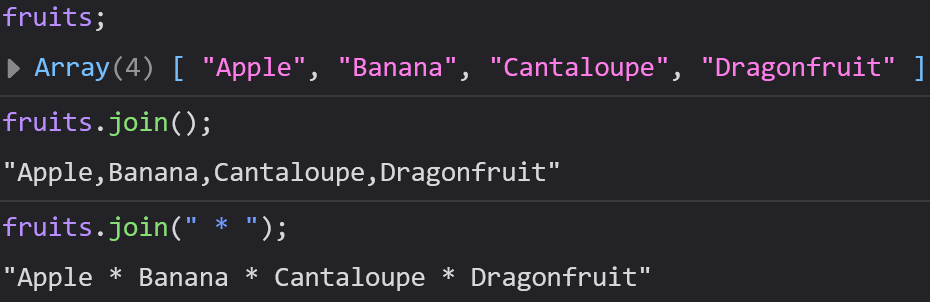 fruits;
Array(4) [ "Apple", "Banana", "Cantaloupe", "Dragonfruit" ]
fruits.join();
"Apple,Banana,Cantaloupe,Dragonfruit"
fruits.join(" * ");
"Apple * Banana * Cantaloupe * Dragonfruit"